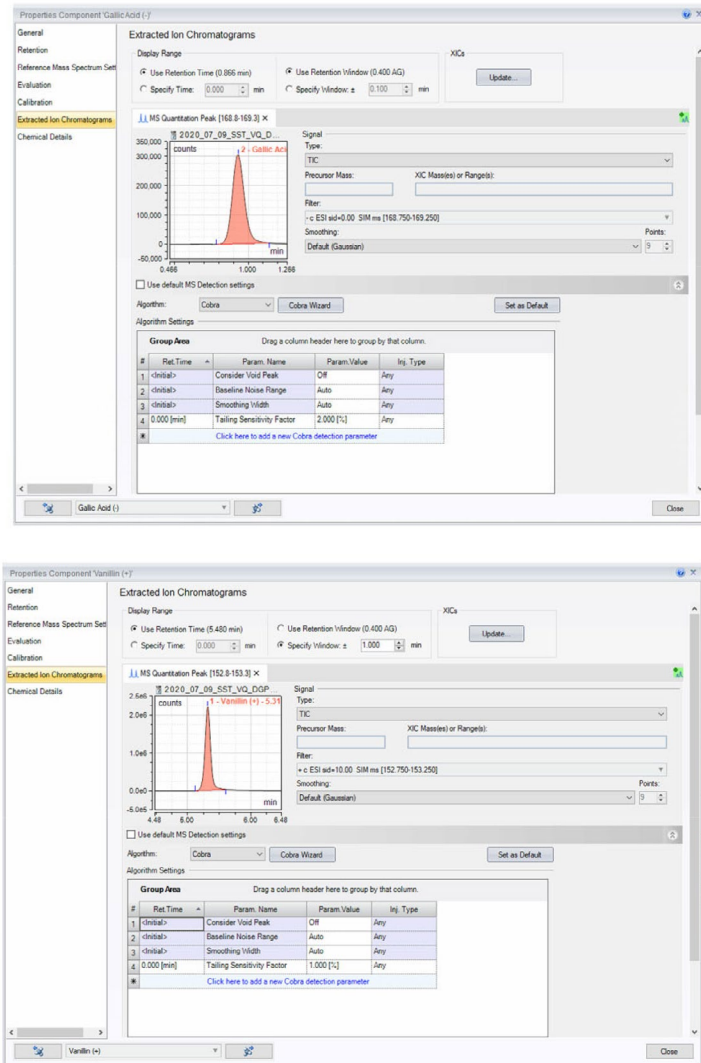 Properties Component 'Gallic Acid (-)'
General
Retention
Reference Mass Spectrum Sett
Evaluation
Calibration
Extracted Ion Chromatograms
Chemical Details
Extracted Ion Chromatograms
Display Range
Use Retention Time (0.866 min)
Use Retention Window (0.400 AG)
Specify Time: 0.000 min
Specify Window: ± 0.100 min
XICs
Update...
MS Quantitation Peak [168.8-169.3] ×
2020_07_09_SST_VQ_D...
350,000
counts
2 - Gallic Aci
300,000
200,000
100,000
0
-50,000
min
0.466 1.000 1.266
Signal
Type:
TIC
Precursor Mass: XIC Mass(es) or Range(s):
Filter:
- c ESI sid=0.00 SIM ms [168.750-169.250]
Smoothing: Points:
Default (Gaussian) 9
Use default MS Detection settings
Algorithm: Cobra Cobra Wizard Set as Default
Algorithm Settings
Group Area Drag a column header here to group by that column.
# Ret.Time Param. Name Param.Value Inj. Type
1 <Initial> Consider Void Peak Off Any
2 <Initial> Baseline Noise Range Auto Any
3 <Initial> Smoothing Width Auto Any
4 0.000 [min] Tailing Sensitivity Factor 2.000 [%] Any
Click here to add a new Cobra detection parameter
Gallic Acid (-)
Close
Properties Component 'Vanillin (+)'
General
Retention
Reference Mass Spectrum Sett
Evaluation
Calibration
Extracted Ion Chromatograms
Chemical Details
Extracted Ion Chromatograms
Display Range
Use Retention Time (5.480 min)
Use Retention Window (0.400 AG)
Specify Time: 0.000 min
Specify Window: ± 1.000 min
XICs
Update...
MS Quantitation Peak [152.8-153.3] ×
2020_07_09_SST_VQ_DGP...
2.5e6
counts
1 - Vanillin (+) - 5.31
2.0e6
1.0e6
0.0e0
-5.0e5
min
4.48 5.00 6.00 6.48
Signal
Type:
TIC
Precursor Mass: XIC Mass(es) or Range(s):
Filter:
+ c ESI sid=10.00 SIM ms [152.750-153.250]
Smoothing: Points:
Default (Gaussian) 9
Use default MS Detection settings
Algorithm: Cobra Cobra Wizard Set as Default
Algorithm Settings
Group Area Drag a column header here to group by that column.
# Ret.Time Param. Name Param.Value Inj. Type
1 <Initial> Consider Void Peak Off Any
2 <Initial> Baseline Noise Range Auto Any
3 <Initial> Smoothing Width Auto Any
4 0.000 [min] Tailing Sensitivity Factor 1.000 [%] Any
Click here to add a new Cobra detection parameter
Vanillin (+)
Close